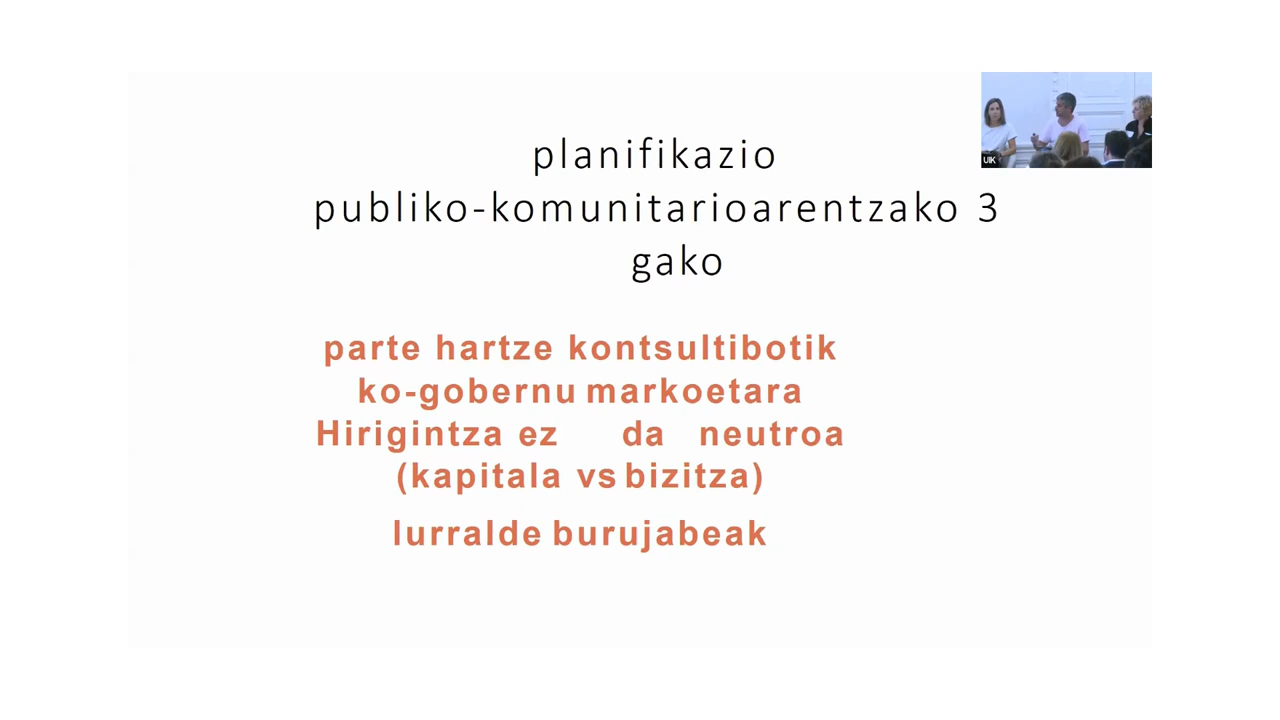 planifikazio
publiko-komunitarioarentzako 3
gako
parte hartze kontsultibotik
ko-gobernu markoetara
Hirigintza ez da neutroa
(kapitala vs bizitza)
lurralde burujabeak
UIK